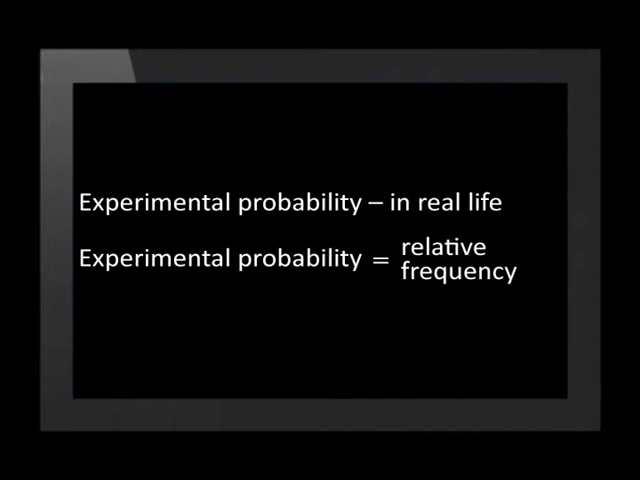 Experimental probability – in real life
Experimental probability = relative
frequency